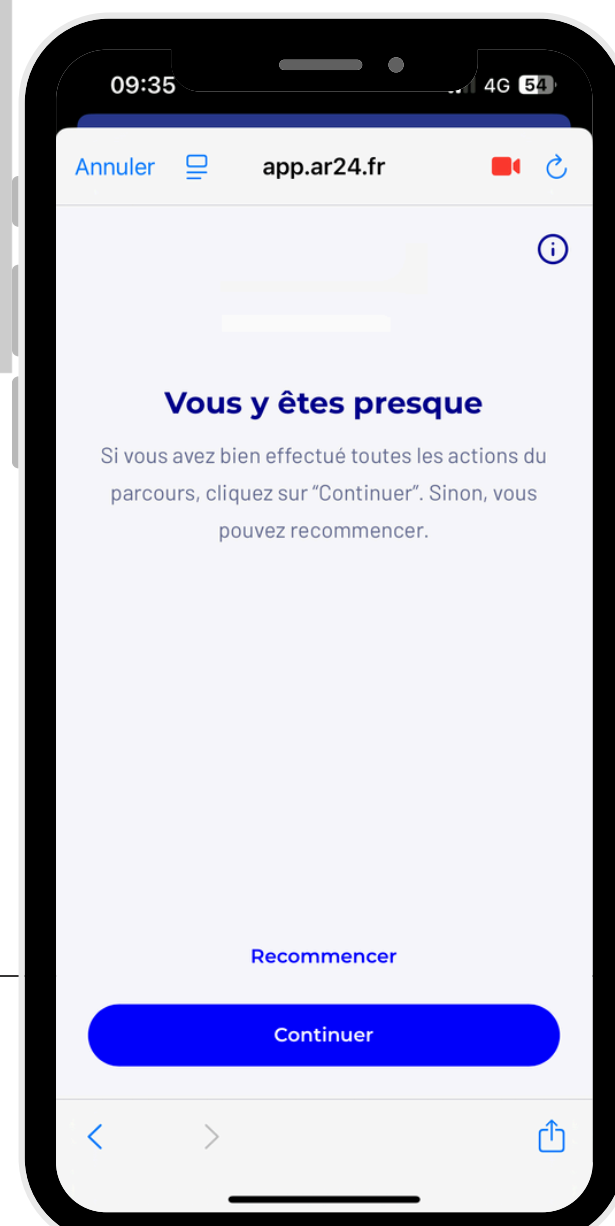 09:35 4G 54
Annuler app.ar24.fr
Vous y êtes presque
Si vous avez bien effectué toutes les actions du
parcours, cliquez sur “Continuer”. Sinon, vous
pouvez recommencer.
Recommencer
Continuer